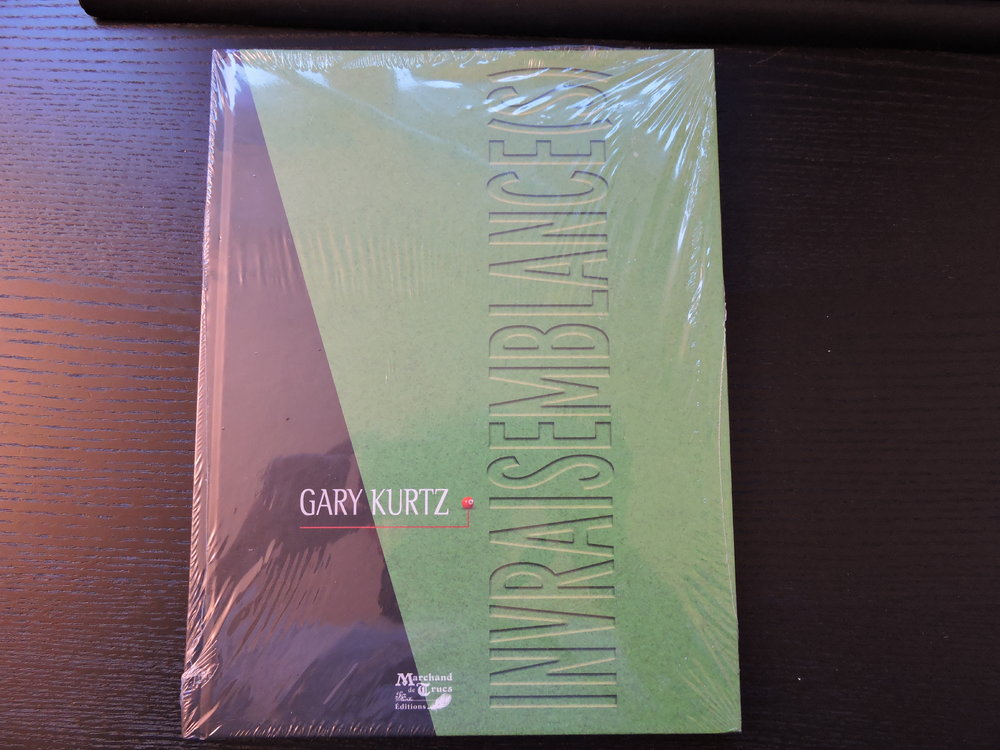 INVRAISEMBLANCE(S)
GARY KURTZ
Marchand
de Trucs
Éditions